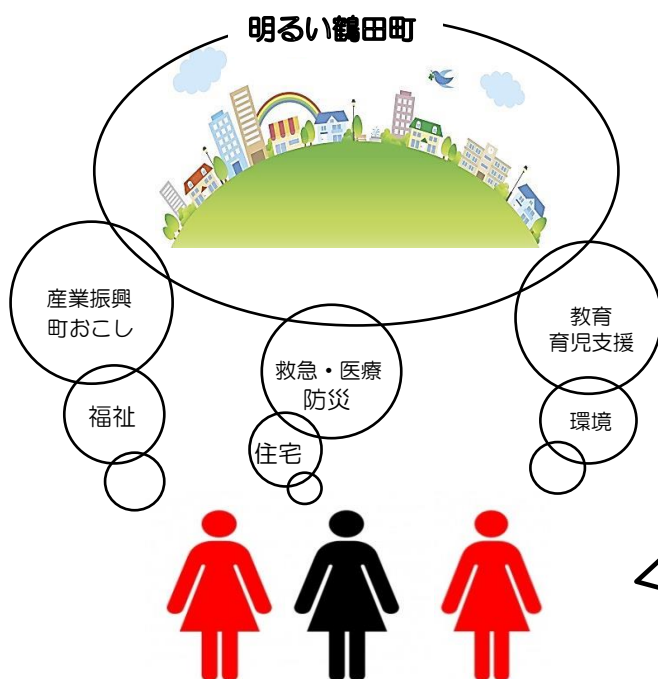 明るい鶴田町
産業振興
町おこし
福祉
救急・医療
防災
住宅
教育
育児支援
環境